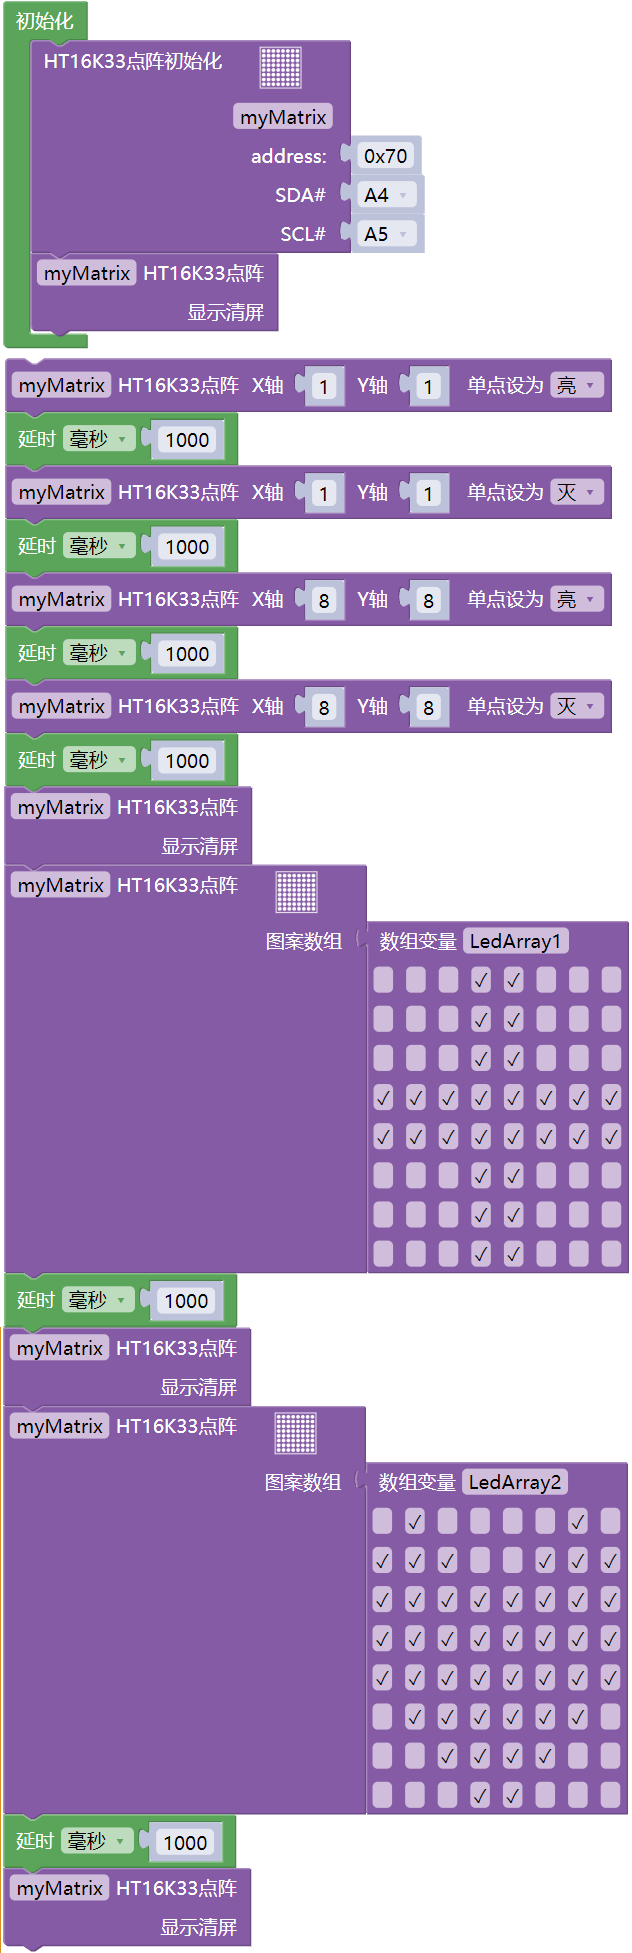 初始化
HT16K33点阵初始化
myMatrix
address: 0x70
SDA# A4
SCL# A5
myMatrix HT16K33点阵
显示清屏
myMatrix HT16K33点阵 X轴 1 Y轴 1 单点设为 亮
延时 毫秒 1000
myMatrix HT16K33点阵 X轴 1 Y轴 1 单点设为 灭
延时 毫秒 1000
myMatrix HT16K33点阵 X轴 8 Y轴 8 单点设为 亮
延时 毫秒 1000
myMatrix HT16K33点阵 X轴 8 Y轴 8 单点设为 灭
延时 毫秒 1000
myMatrix HT16K33点阵
显示清屏
myMatrix HT16K33点阵
图案数组 数组变量 LedArray1
延时 毫秒 1000
myMatrix HT16K33点阵
显示清屏
myMatrix HT16K33点阵
图案数组 数组变量 LedArray2
延时 毫秒 1000
myMatrix HT16K33点阵
显示清屏